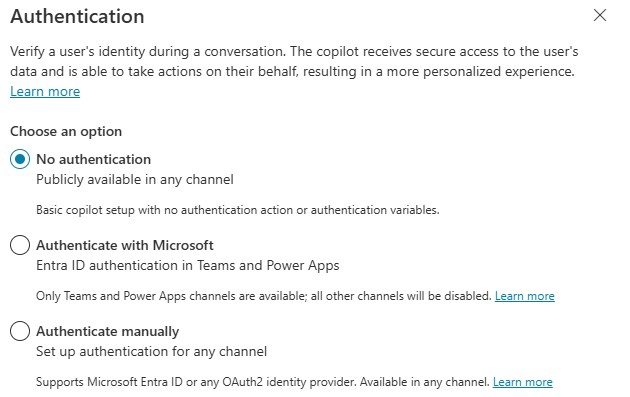 Authentication
Verify a user's identity during a conversation. The copilot receives secure access to the user's
data and is able to take actions on their behalf, resulting in a more personalized experience.
Learn more
Choose an option
No authentication
Publicly available in any channel
Basic copilot setup with no authentication action or authentication variables.
Authenticate with Microsoft
Entra ID authentication in Teams and Power Apps
Only Teams and Power Apps channels are available; all other channels will be disabled. Learn more
Authenticate manually
Set up authentication for any channel
Supports Microsoft Entra ID or any OAuth2 identity provider. Available in any channel. Learn more